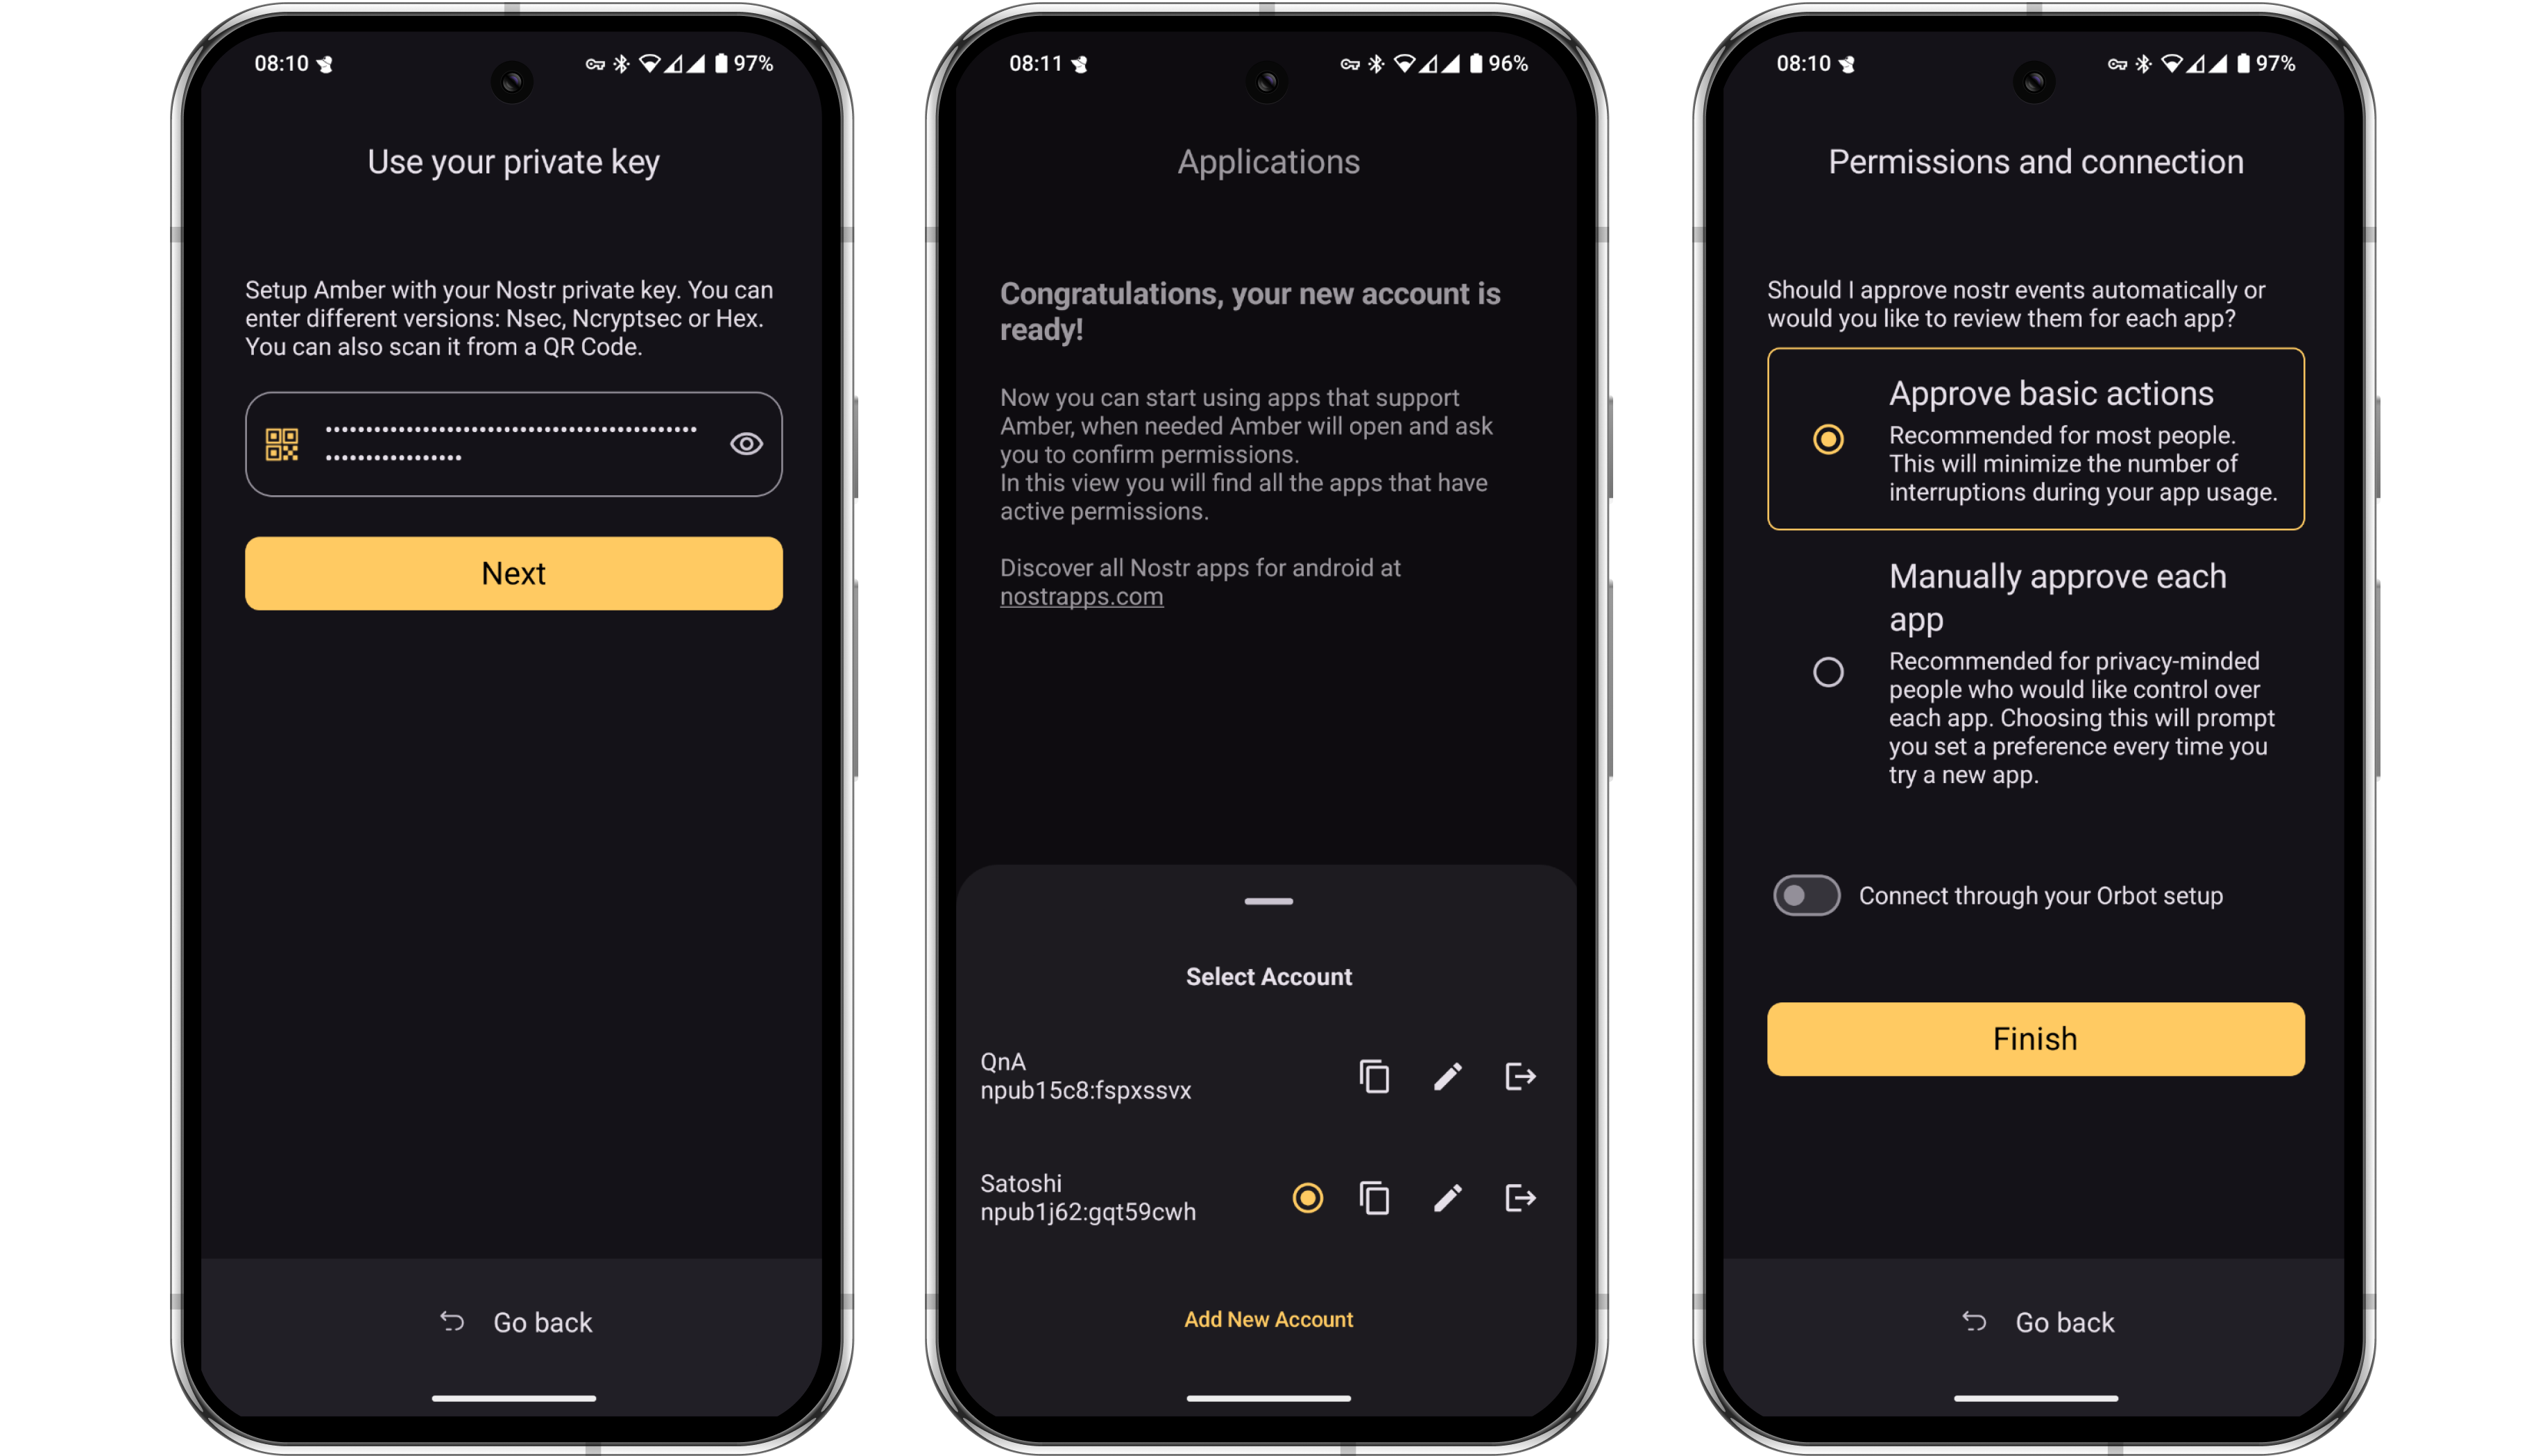 08:10
97%
Use your private key
Setup Amber with your Nostr private key. You can
enter different versions: Nsec, Ncryptsec or Hex.
You can also scan it from a QR Code.
Next
Go back
08:11
96%
Applications
Congratulations, your new account is
ready!
Now you can start using apps that support
Amber, when needed Amber will open and ask
you to confirm permissions.
In this view you will find all the apps that have
active permissions.
Discover all Nostr apps for android at
nostrapps.com
Select Account
QnA
npub15c8:fspxssvx
Satoshi
npub1j62:gqt59cwh
Add New Account
08:10
97%
Permissions and connection
Should I approve nostr events automatically or
would you like to review them for each app?
Approve basic actions
Recommended for most people.
This will minimize the number of
interruptions during your app usage.
Manually approve each
app
Recommended for privacy-minded
people who would like control over
each app. Choosing this will prompt
you set a preference every time you
try a new app.
Connect through your Orbot setup
Finish
Go back